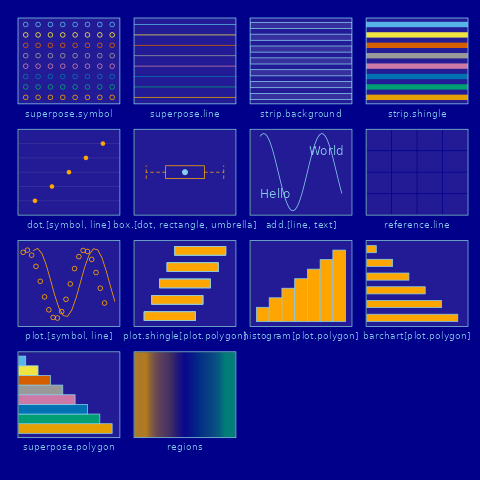 superpose.symbol
superpose.line
strip.background
strip.shingle
World
Hello
dot.[symbol, line]
box.[dot, rectangle, umbrella]
add.[line, text]
reference.line
plot.[symbol, line]
plot.shingle[plot.polygon]
histogram[plot.polygon]
barchart[plot.polygon]
superpose.polygon
regions